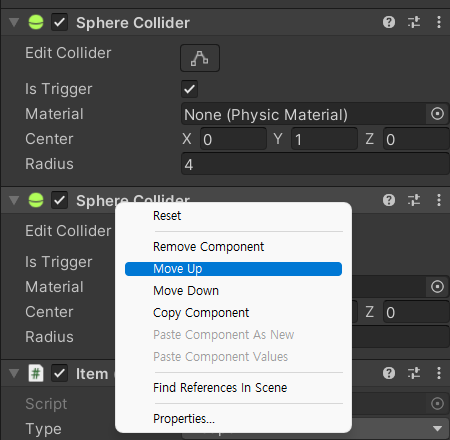 Sphere Collider
Edit Collider
Is Trigger
Material None (Physic Material)
Center X 0 Y 1 Z 0
Radius 4
Sphere Collider
Edit Collider
Is Trigger
Material
Center 0
Radius
Item
Script
Type
Reset
Remove Component
Move Up
Move Down
Copy Component
Paste Component As New
Paste Component Values
Find References In Scene
Properties...